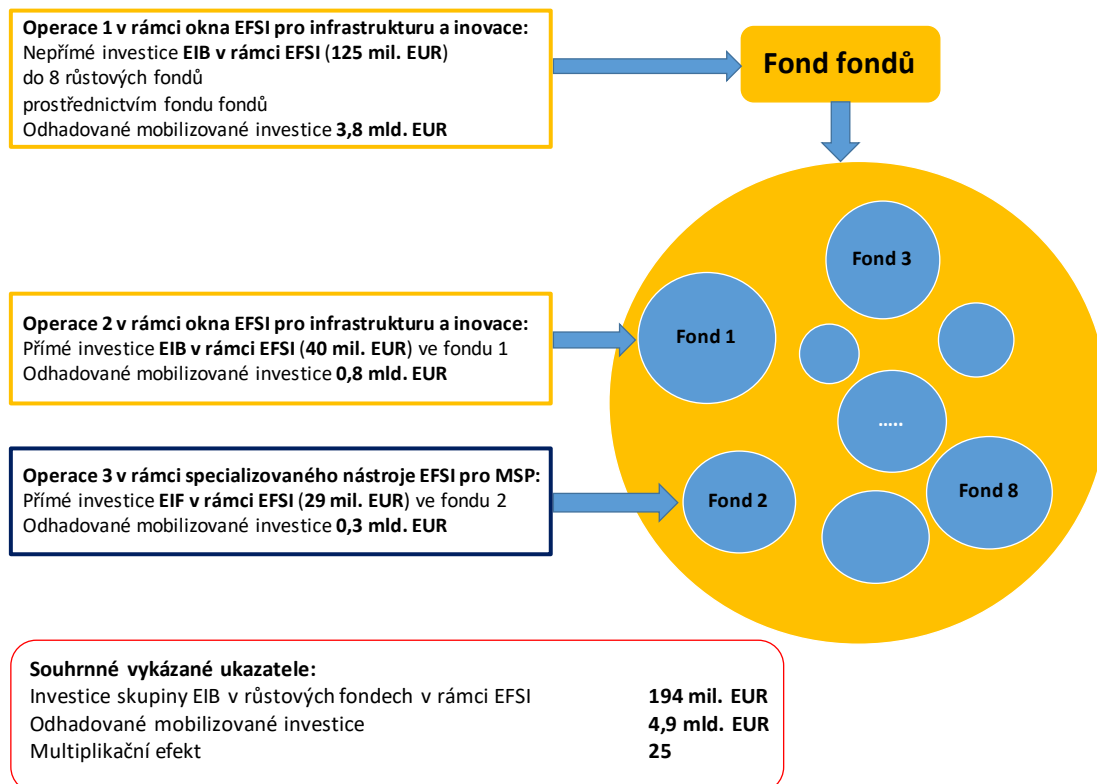 Operace 1 v rámci okna EFSI pro infrastrukturu a inovace:
Nepřímé investice EIB v rámci EFSI (125 mil. EUR)
do 8 růstových fondů
prostřednictvím fondu fondů
Odhadované mobilizované investice 3,8 mld. EUR
Fond fondů
Operace 2 v rámci okna EFSI pro infrastrukturu a inovace:
Přímé investice EIB v rámci EFSI (40 mil. EUR) ve fondu 1
Odhadované mobilizované investice 0,8 mld. EUR
Operace 3 v rámci specializovaného nástroje EFSI pro MSP:
Přímé investice EIF v rámci EFSI (29 mil. EUR) ve fondu 2
Odhadované mobilizované investice 0,3 mld. EUR
Fond 3
Fond 1
.....
Fond 2
Fond 8
Souhrnné vykázané ukazatele:
Investice skupiny EIB v růstových fondech v rámci EFSI 194 mil. EUR
Odhadované mobilizované investice 4,9 mld. EUR
Multiplikační efekt 25